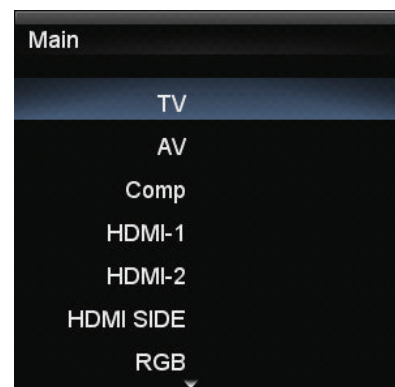 Main
TV
AV
Comp
HDMI-1
HDMI-2
HDMI SIDE
RGB